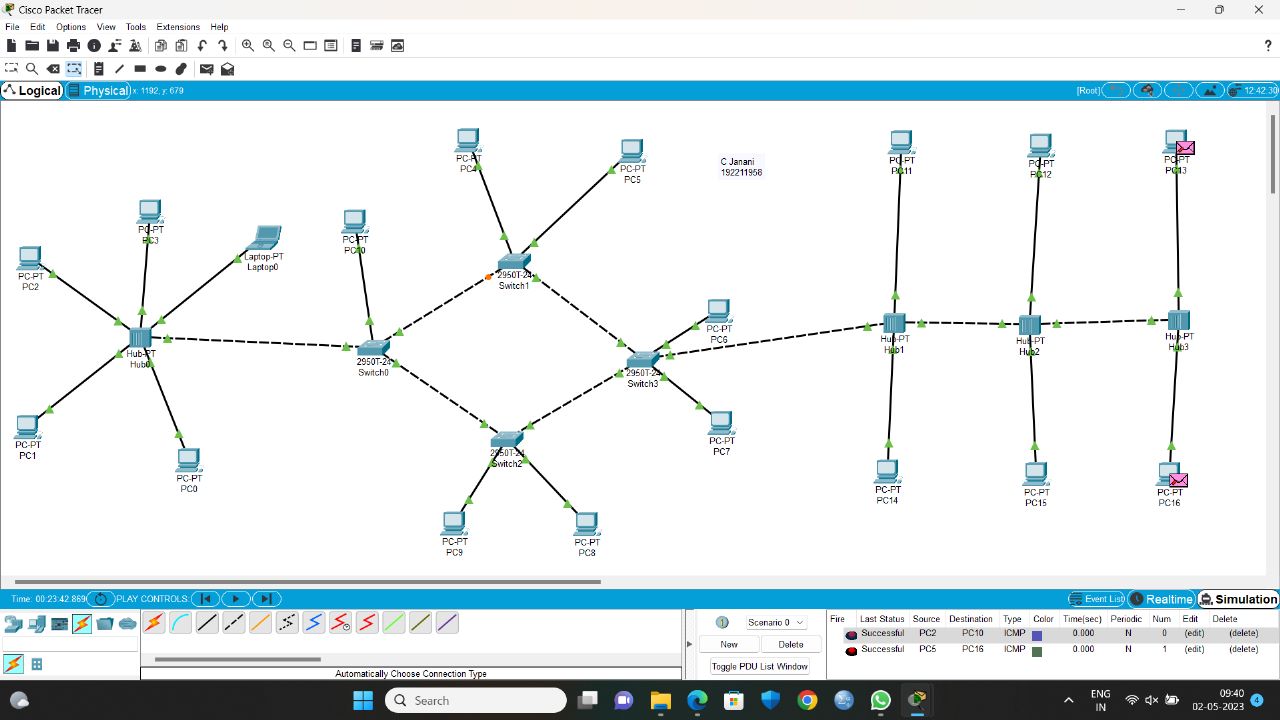 Cisco Packet Tracer
File Edit Options View Tools Extensions Help
?
Logical Physical x: 1192, y: 679 [Root] 12:42:30
PC-PT
PC4
PC-PT
PC5
C Janani
192211958
PC-PT
PC11
PC-PT
PC12
PC-PT
PC13
PC-PT
PC3
Laptop-PT
Laptop0
PC-PT
PC10
PC-PT
PC2
2950T-24
Switch1
PC-PT
PC6
Hub-PT
Hub0
2950T-24
Switch0
2950T-24
Switch3
Hub-PT
Hub1
Hub-PT
Hub2
Hub-PT
Hub3
PC-PT
PC1
PC-PT
PC0
2950T-24
Switch2
PC-PT
PC7
PC-PT
PC14
PC-PT
PC15
PC-PT
PC16
PC-PT
PC9
PC-PT
PC8
Time: 00:23:42.869 PLAY CONTROLS: Event List Realtime Simulation
Scenario 0
New Delete
Toggle PDU List Window
Fire Last Status Source Destination Type Color Time(sec) Periodic Num Edit Delete
Successful PC2 PC10 ICMP 0.000 N 0 (edit) (delete)
Successful PC5 PC16 ICMP 0.000 N 1 (edit) (delete)
Automatically Choose Connection Type
Search
ENG
IN
09:40
02-05-2023
4